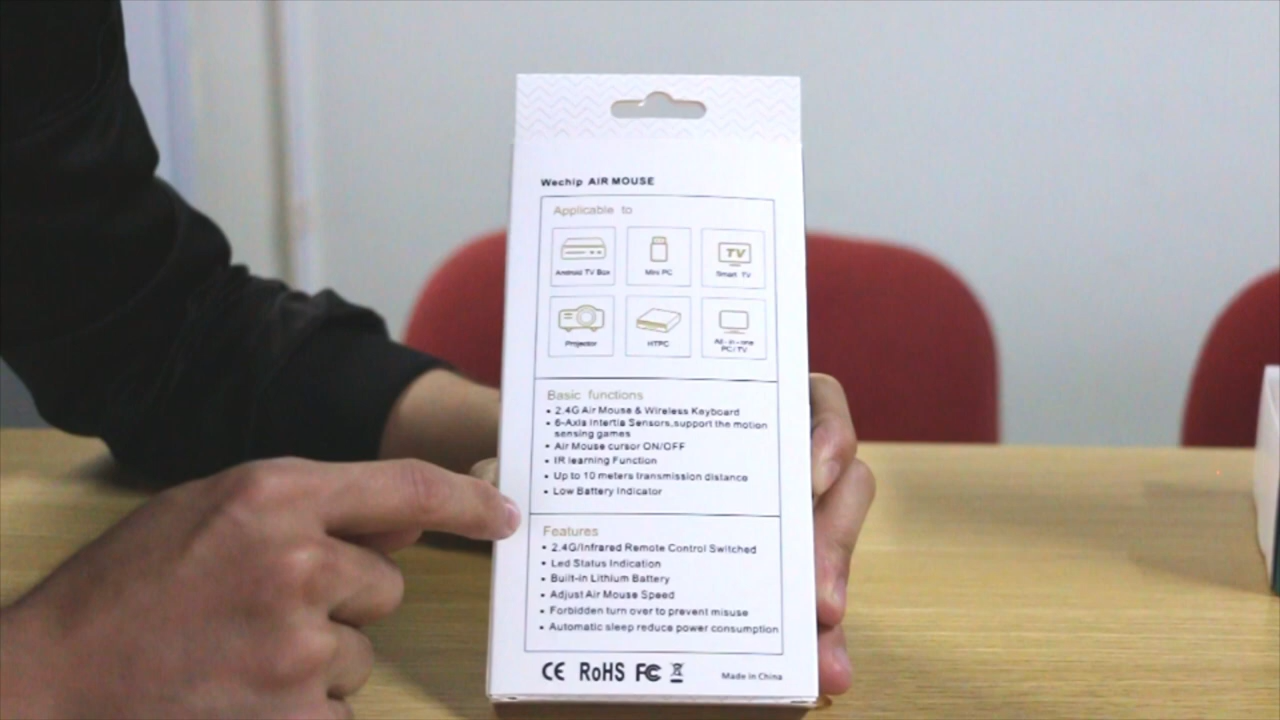 Wechip AIR MOUSE
Applicable to
Android TV Box
Mini PC
TV
Smart TV
Projector
HTPC
All-in-one
PC/TV
Basic functions
• 2.4G Air Mouse & Wireless Keyboard
• 6-Axia Intertia Sensors,support the motion
sensing games
• Air Mouse cursor ON/OFF
• IR learning Function
• Up to 10 meters transmission distance
• Low Battery Indicator
Features
• 2.4G/Infrared Remote Control Switched
• Led Status Indication
• Built-in Lithium Battery
• Adjust Air Mouse Speed
• Forbidden turn over to prevent misuse
• Automatic sleep reduce power consumption
CE RoHS FC Made in China